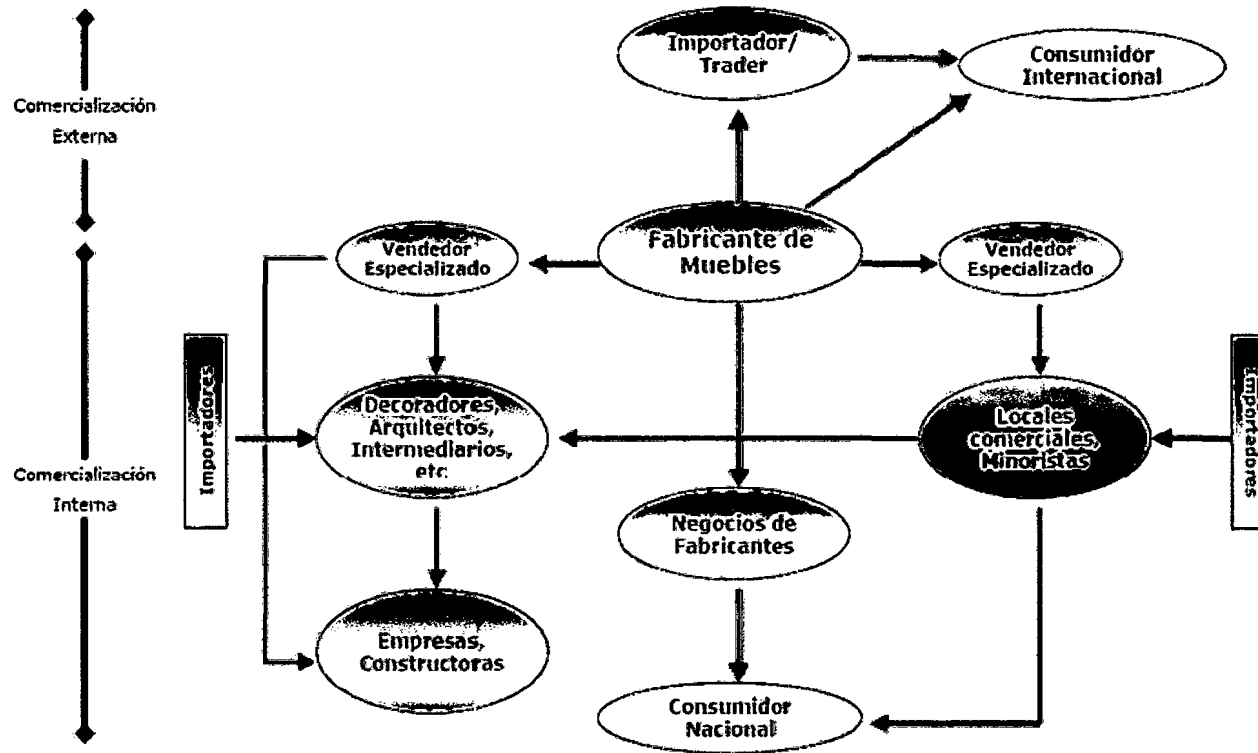 Importador/
Trader
Consumidor
Internacional
Comercialización
Externa
Fabricante de
Muebles
Vendedor
Especializado
Vendedor
Especializado
Importadores
Decoradores,
Arquitectos,
Intermediarios,
etc.
Locales
comerciales,
Minoristas
Importadores
Comercialización
Interna
Negocios de
Fabricantes
Empresas,
Constructoras
Consumidor
Nacional